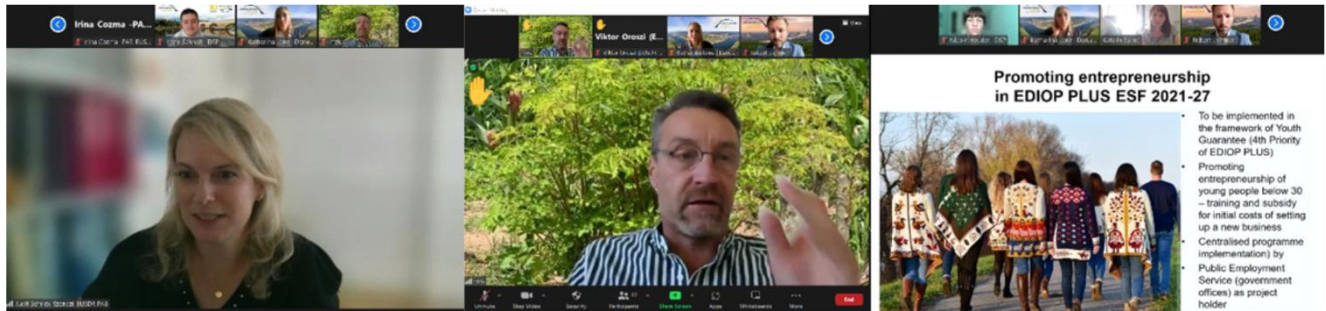 Irina Cozma -PA...
Viktor Oroszi (E...
Unmute
Stop Video
Security
Participants
Share Screen
Apps
Whiteboards
More
End
Promoting entrepreneurship
in EDIOP PLUS ESF 2021-27
To be implemented in
the framework of Youth
Guarantee (4th Priority
of EDIOP PLUS)
Promoting
entrepreneurship of
young people below 30
– training and subsidy
for initial costs of setting
up a new business
Centralised programme
implementation) by
Public Employment
Service (government
offices) as project
holder